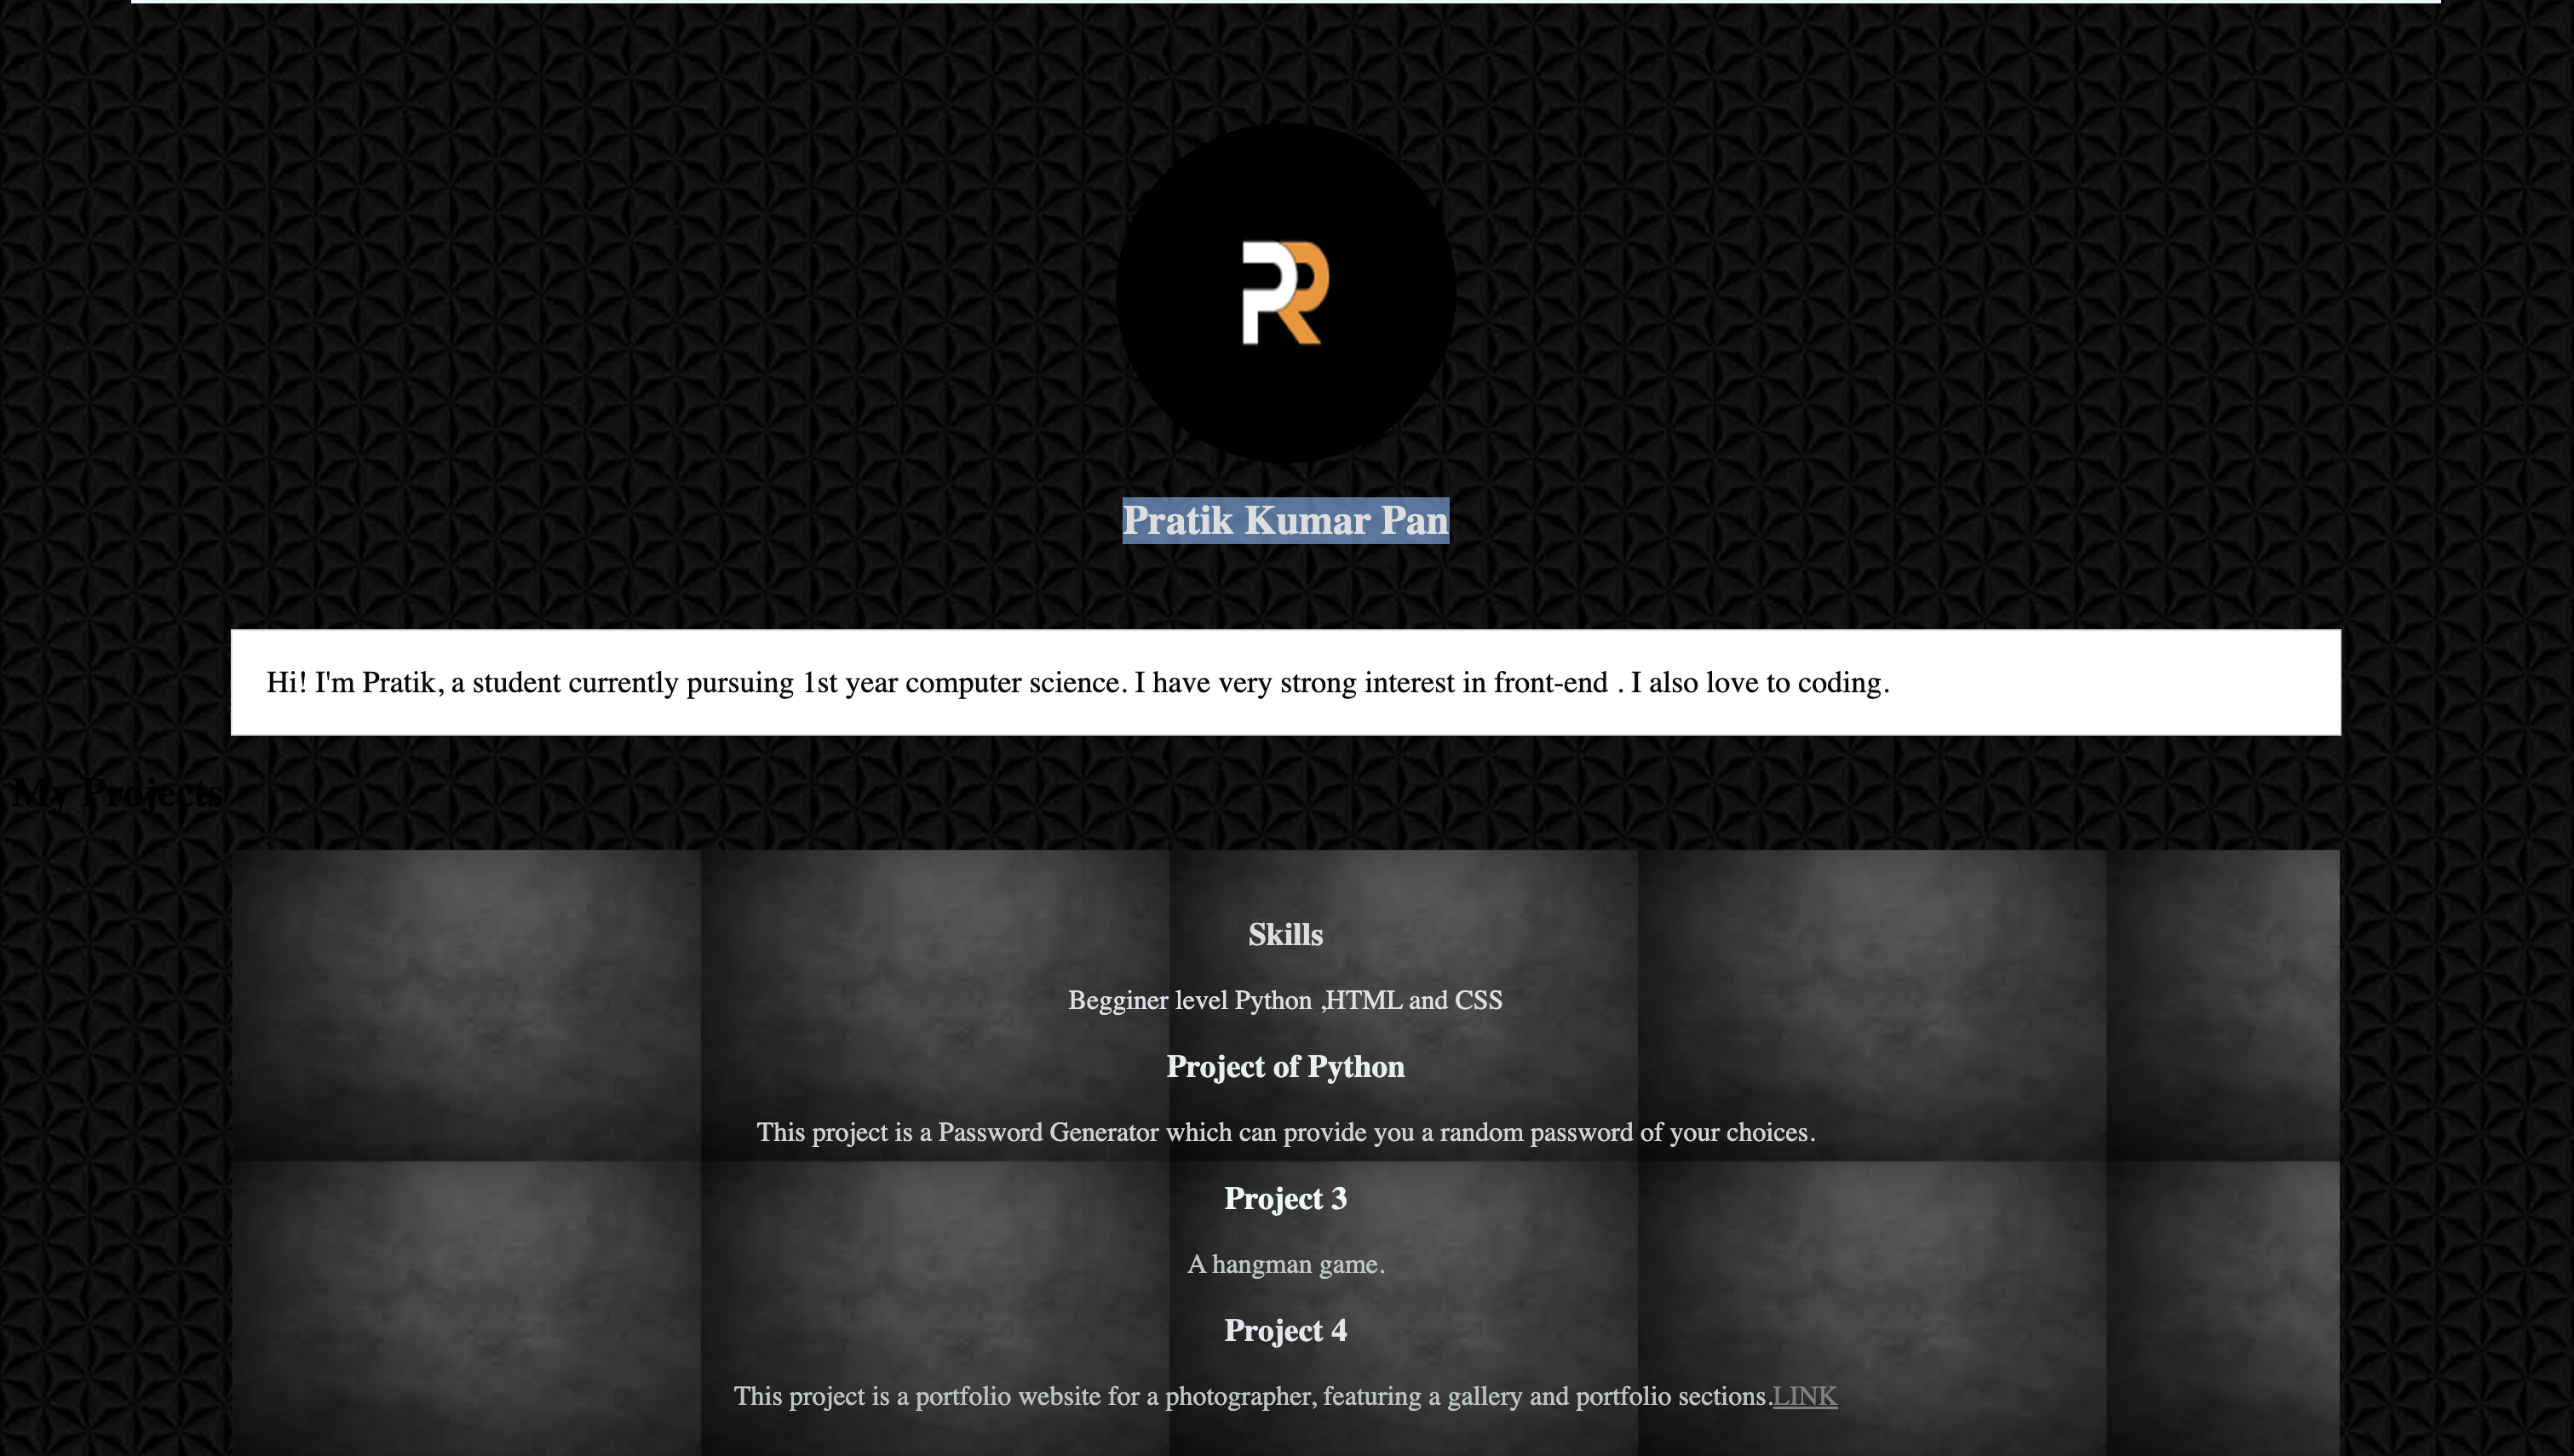 PR
Pratik Kumar Pan
Hi! I'm Pratik, a student currently pursuing 1st year computer science. I have very strong interest in front-end . I also love to coding.
My Projects
Skills
Begginer level Python ,HTML and CSS
Project of Python
This project is a Password Generator which can provide you a random password of your choices.
Project 3
A hangman game.
Project 4
This project is a portfolio website for a photographer, featuring a gallery and portfolio sections.LINK